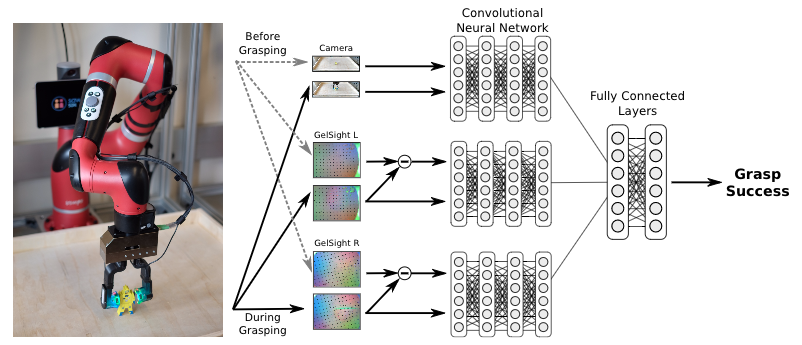 Convolutional
Neural Network
Before
Grasping
Camera
Fully Connected
Layers
GelSight L
Grasp
Success
GelSight R
During
Grasping